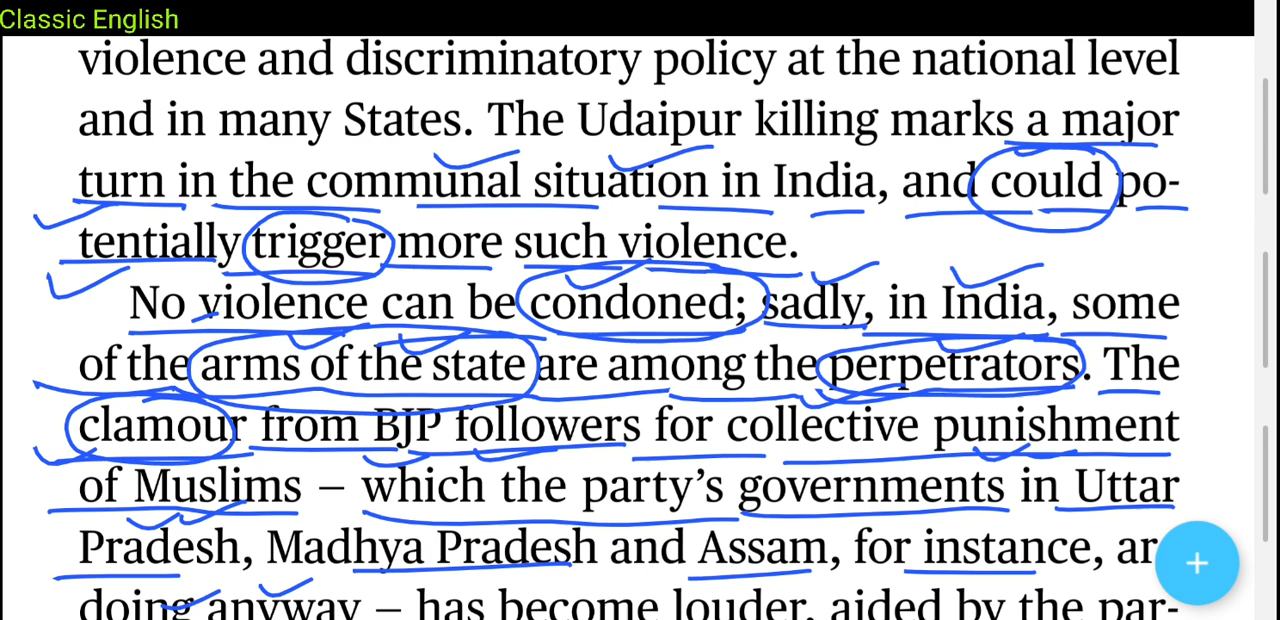 Classic English
violence and discriminatory policy at the national level
and in many States. The Udaipur killing marks a major
turn in the communal situation in India, and could po-
tentially trigger more such violence.
No violence can be condoned; sadly, in India, some
of the arms of the state are among the perpetrators. The
clamour from BJP followers for collective punishment
of Muslims – which the party's governments in Uttar
Pradesh, Madhya Pradesh and Assam, for instance, ar
doing anyway – has become louder, aided by the par-